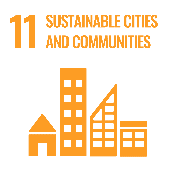 11 SUSTAINABLE CITIES
AND COMMUNITIES